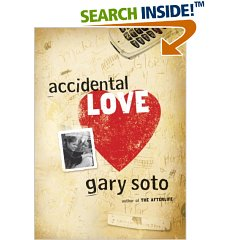 SEARCH INSIDE!™
accidental
LOVE
gary soto
author of THE AFTERLIFE